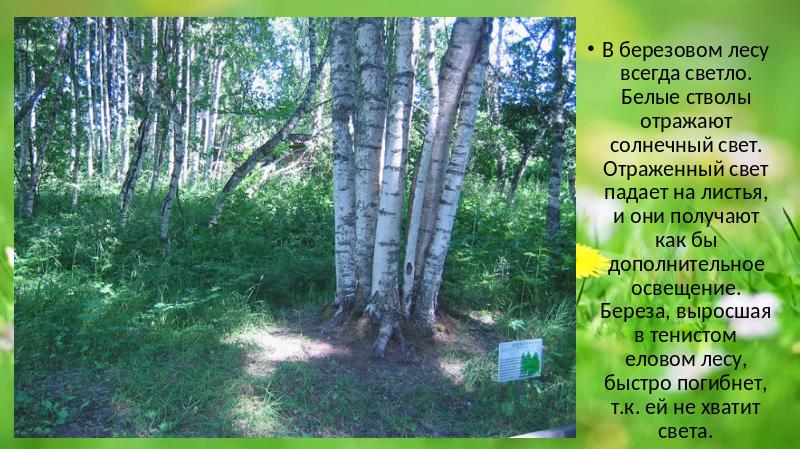 • В березовом лесу
всегда светло.
Белые стволы
отражают
солнечный свет.
Отраженный свет
падает на листья,
и они получают
как бы
дополнительное
освещение.
Береза, выросшая
в тенистом
еловом лесу,
быстро погибнет,
т.к. ей не хватит
света.